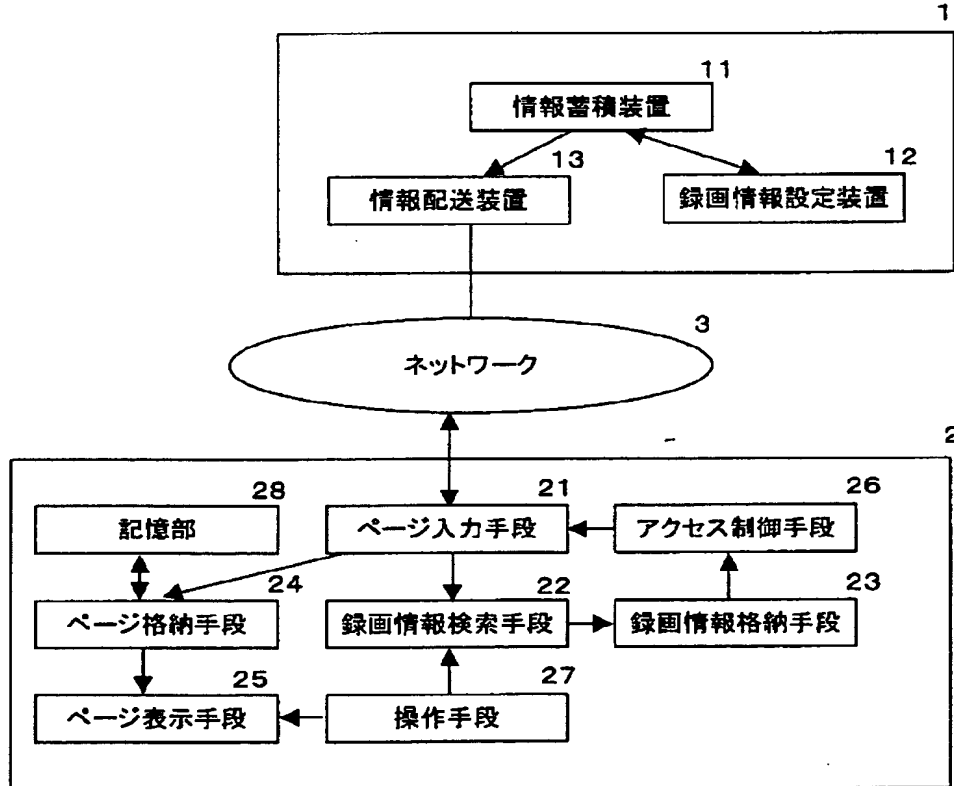 1
11
情報蓄積装置
13
12
情報配送装置
録画情報設定装置
3
ネットワーク
2
28
21
26
記憶部
ページ入力手段
アクセス制御手段
24
22
23
ページ格納手段
録画情報検索手段
録画情報格納手段
25
27
ページ表示手段
操作手段